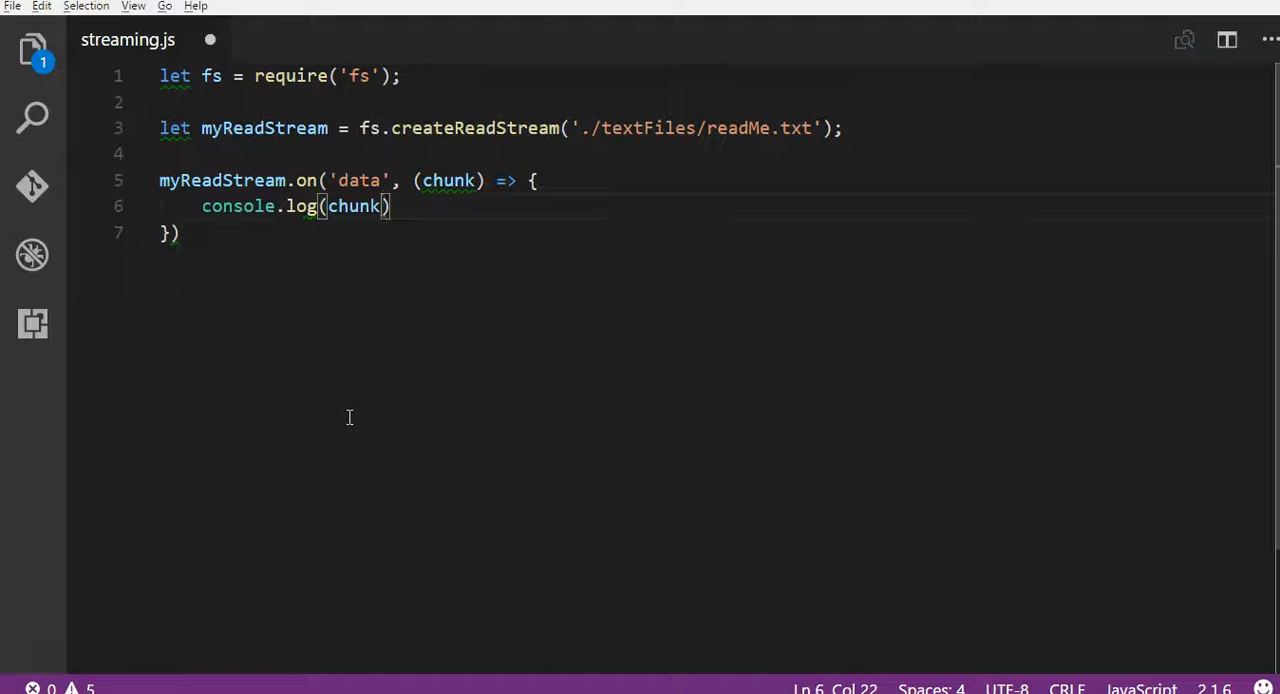 File Edit Selection View Go Help
streaming.js
1
1 let fs = require('fs');
2
3 let myReadStream = fs.createReadStream('./textFiles/readMe.txt');
4
5 myReadStream.on('data', (chunk) => {
6     console.log(chunk)
7 })
0 5 Ln 6, Col 22 Spaces: 4 UTF-8 CRLF JavaScript 2.1.6